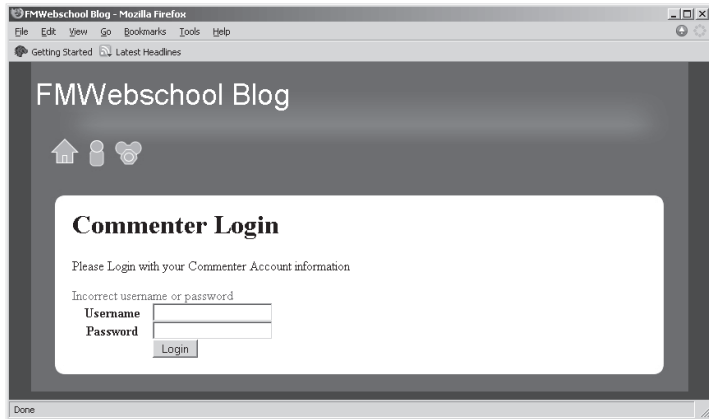 FMWebschool Blog - Mozilla Firefox
File Edit View Go Bookmarks Tools Help
Getting Started Latest Headlines
FMWebschool Blog
Commenter Login
Please Login with your Commenter Account information
Incorrect username or password
Username
Password
Login
Done